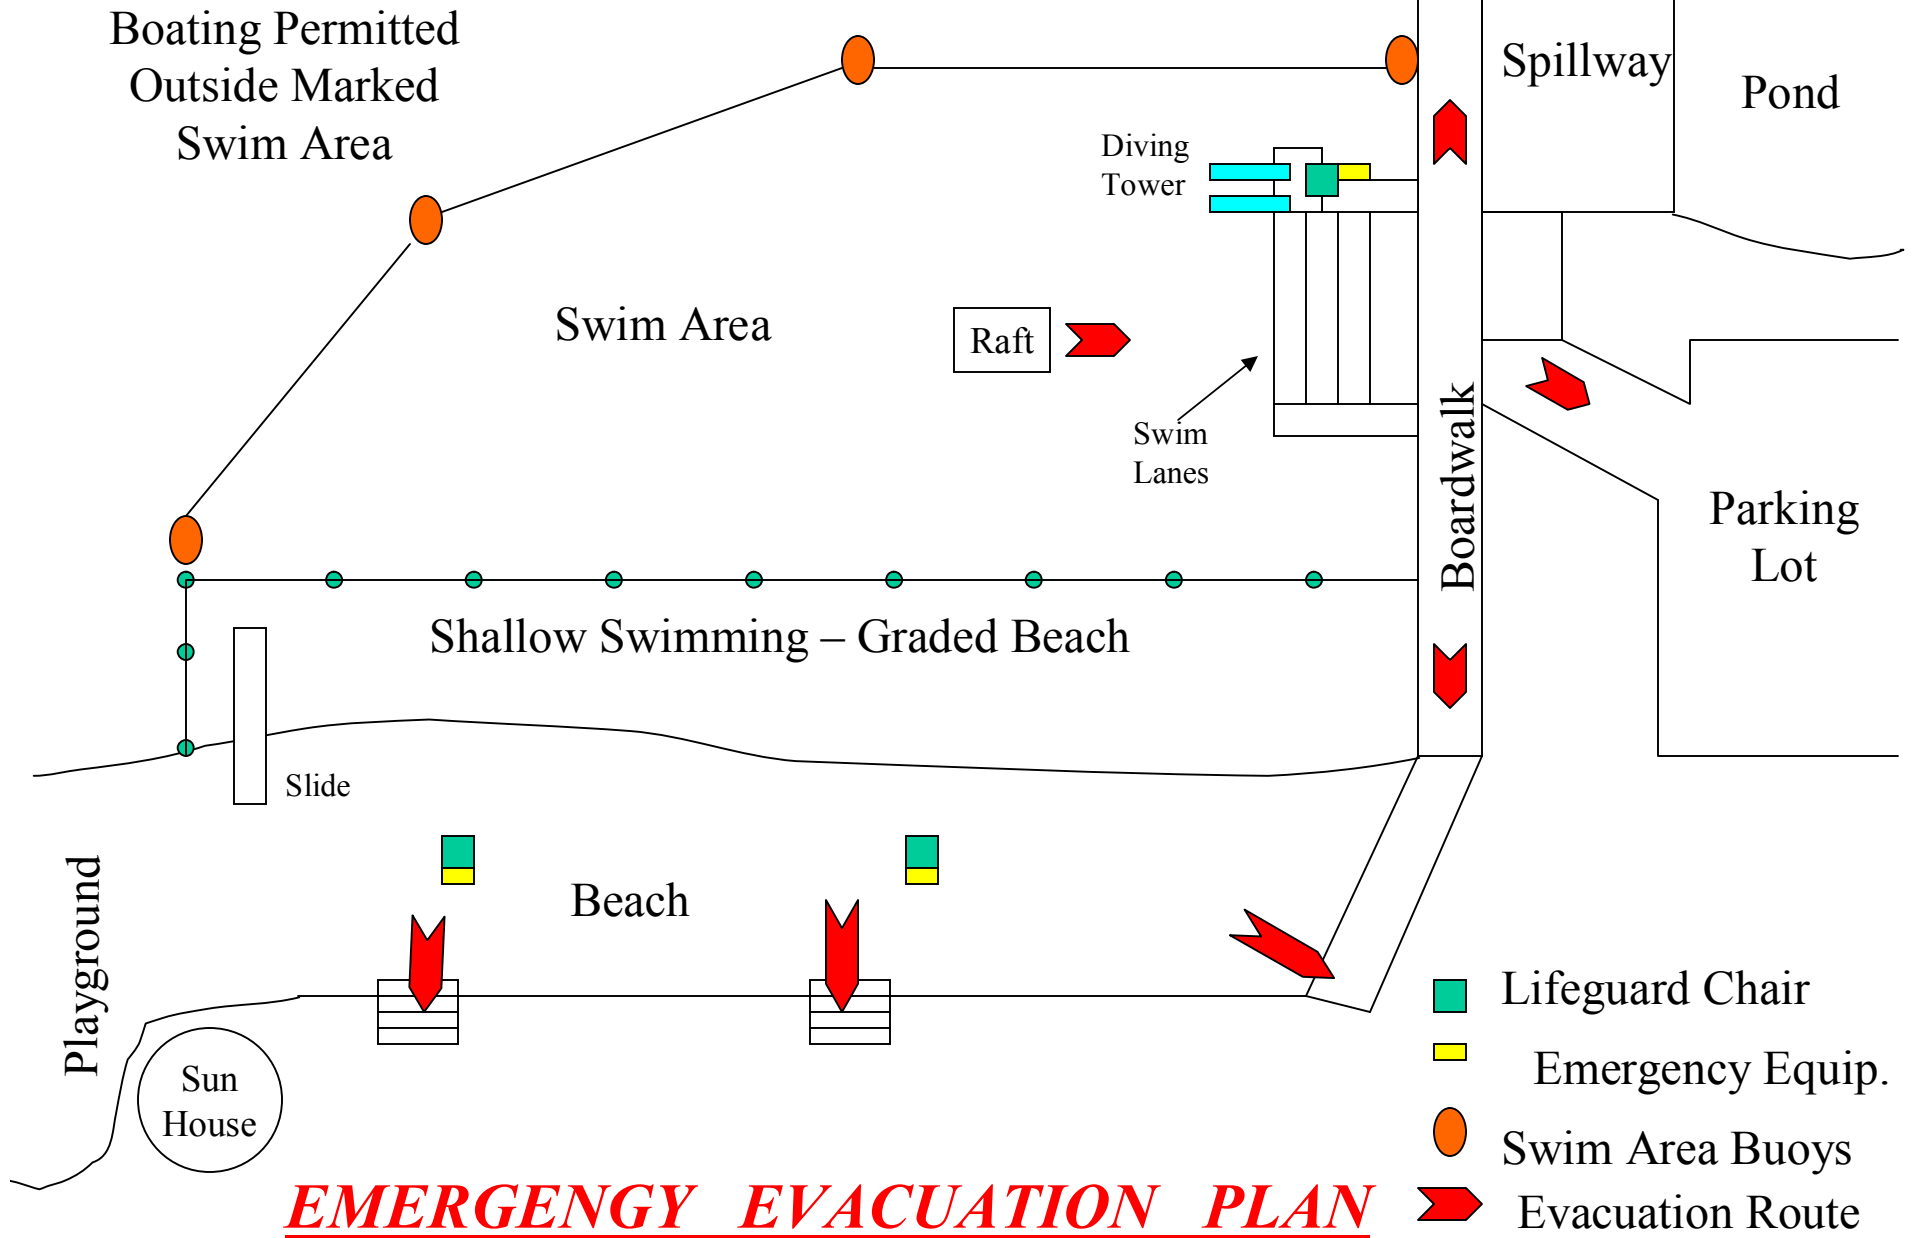 Boating Permitted
Outside Marked
Swim Area
Spillway
Pond
Diving
Tower
Swim Area
Raft
Swim
Lanes
Boardwalk
Parking
Lot
Shallow Swimming – Graded Beach
Slide
Beach
Playground
Sun
House
Lifeguard Chair
Emergency Equip.
Swim Area Buoys
Evacuation Route
EMERGENGY EVACUATION PLAN